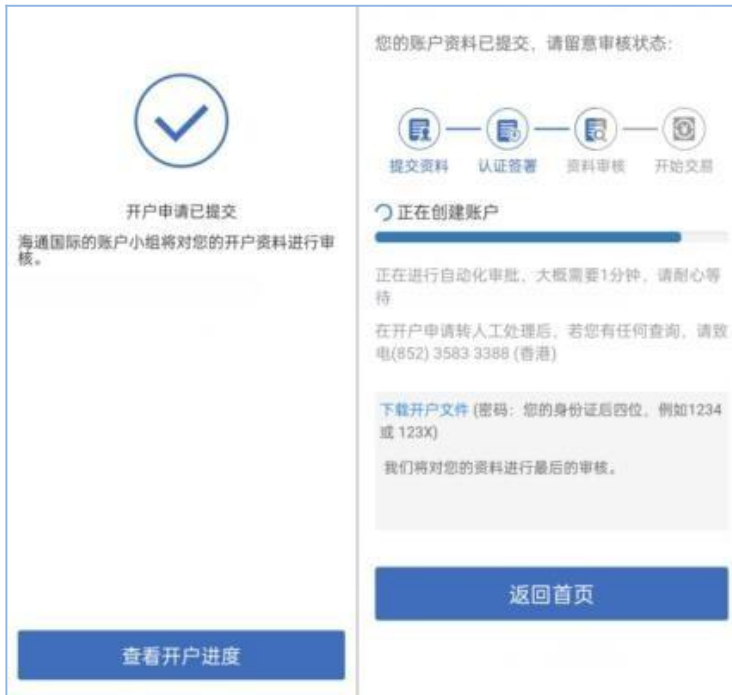 开户申请已提交
海通国际的账户小组将对您的开户资料进行审
核。
查看开户进度
您的账户资料已提交，请留意审核状态：
提交资料 认证签署 资料审核 开始交易
正在创建账户
正在进行自动化审批，大概需要1分钟，请耐心等
待
在开户申请转人工处理后，若您有任何查询，请致
电(852) 3583 3388 (香港)
下载开户文件 (密码：您的身份证后四位，例如1234
或 123X)
我们将对您的资料进行最后的审核。
返回首页